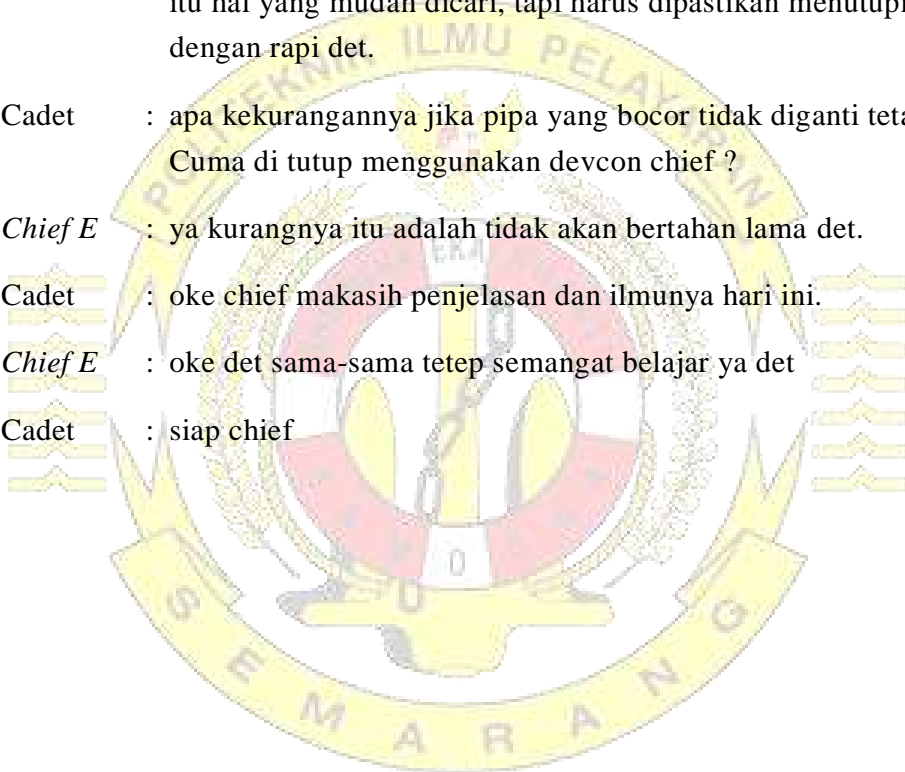 itu hal yang mudah dicari, tapi harus dipastikan menutupi
dengan rapi det.
Cadet : apa kekurangannya jika pipa yang bocor tidak diganti teta
Cuma di tutup menggunakan devcon chief ?
Chief E : ya kurangnya itu adalah tidak akan bertahan lama det.
Cadet : oke chief makasih penjelasan dan ilmunya hari ini.
Chief E : oke det sama-sama tetep semangat belajar ya det
Cadet : siap chief
POLITEKNIK ILMU PELAYARAN
SEMARANG